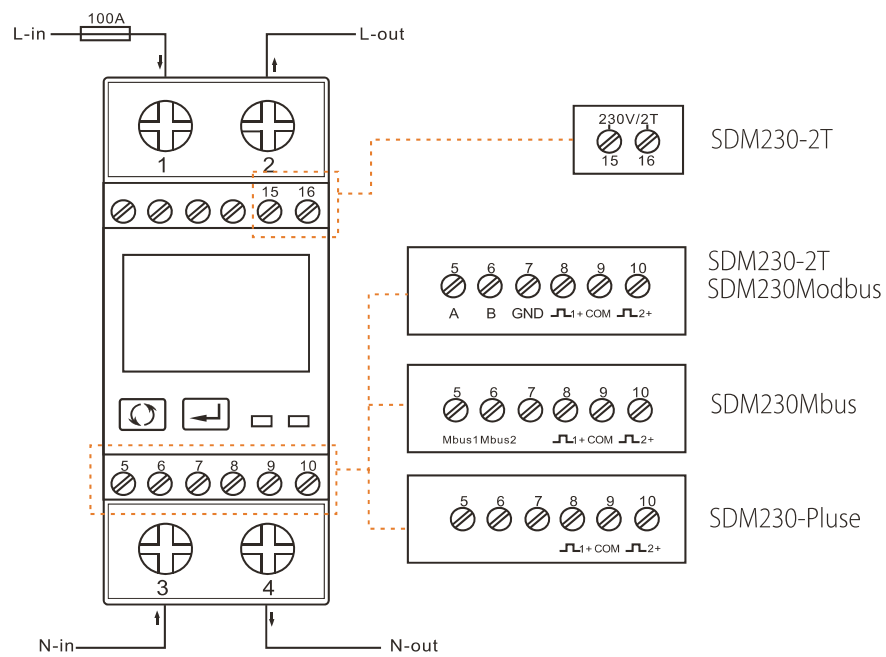 100A
L-in
L-out
1 2
15 16
230V/2T
15 16
SDM230-2T
5 6 7 8 9 10
A B GND 1+ COM 2+
SDM230-2T
SDM230Modbus
5 6 7 8 9 10
Mbus1 Mbus2 1+ COM 2+
SDM230Mbus
5 6 7 8 9 10
5 6 7 8 9 10
1+ COM 2+
SDM230-Pluse
3 4
N-in
N-out